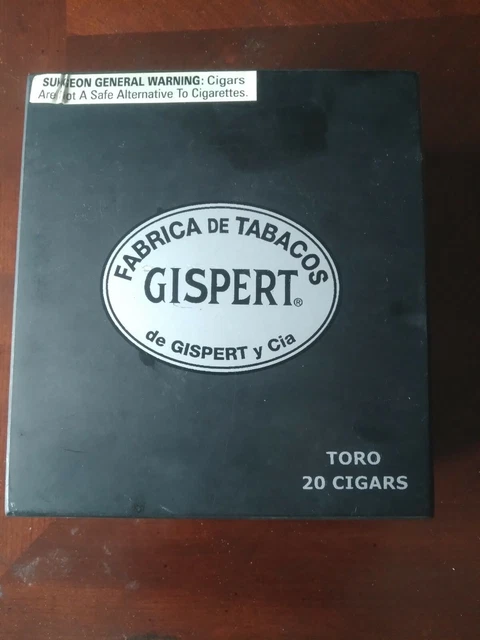 SURGEON GENERAL WARNING: Cigars
Are Not A Safe Alternative To Cigarettes.
FABRICA DE TABACOS
GISPERT®
de GISPERT y Cia
TORO
20 CIGARS